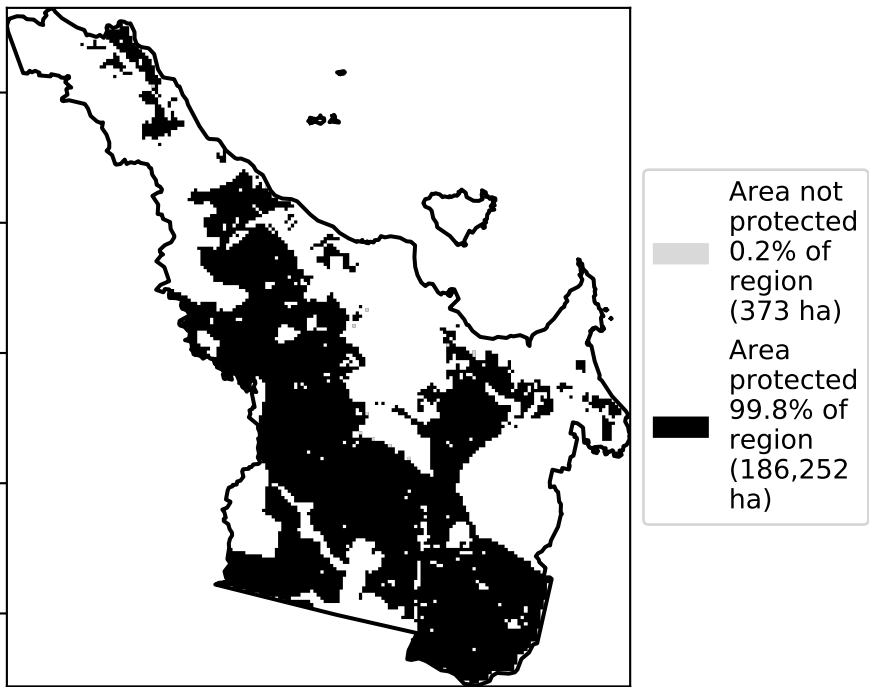 Area not
protected
0.2% of
region
(373 ha)
Area
protected
99.8% of
region
(186,252
ha)